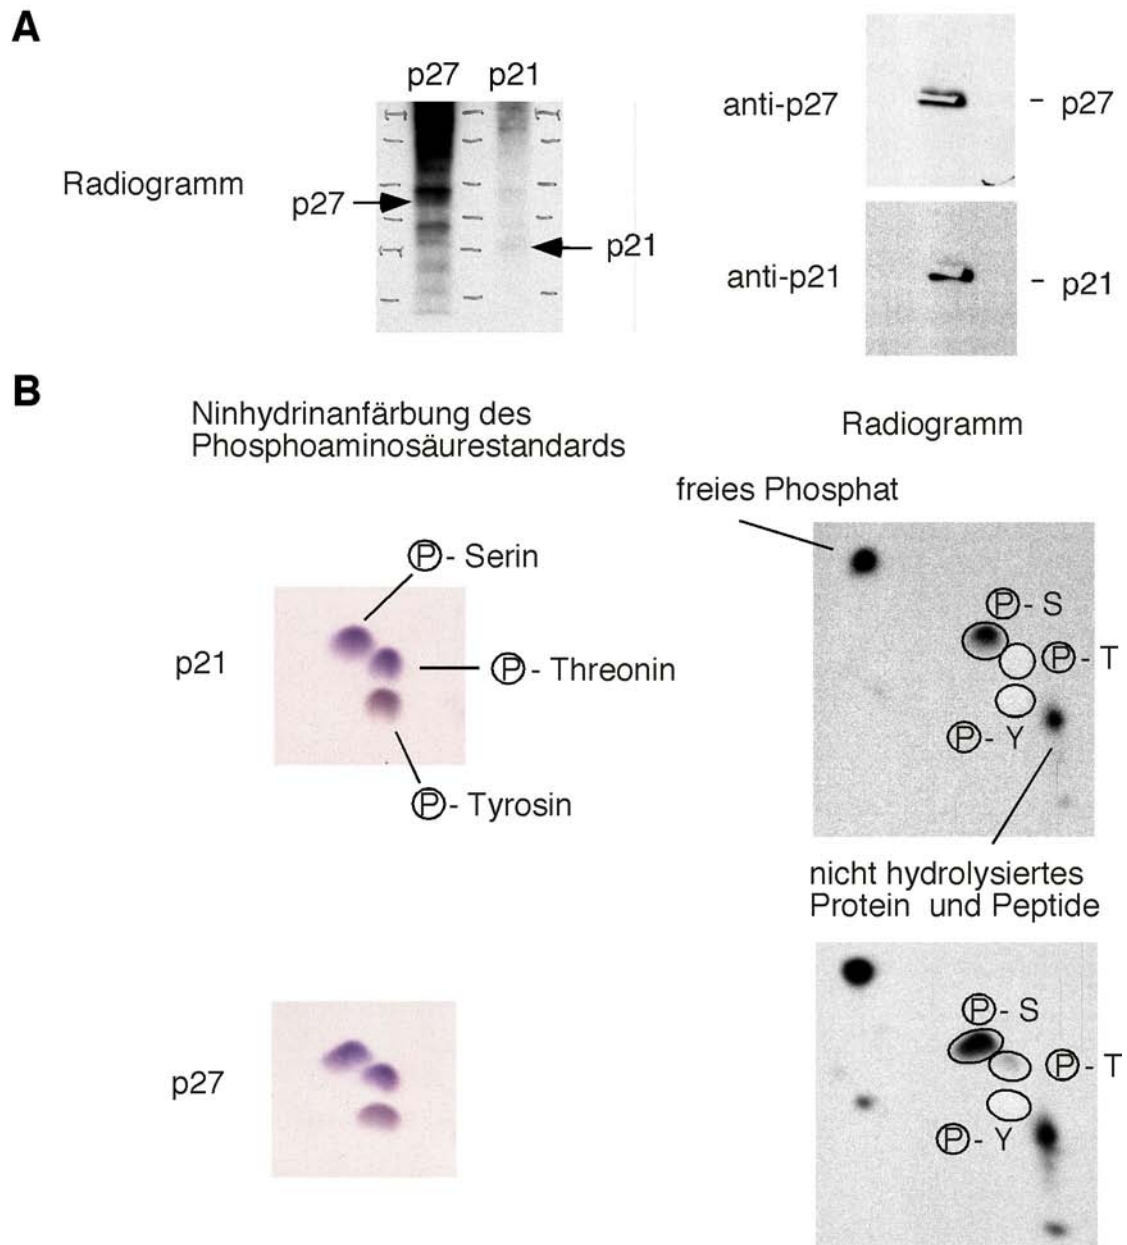 A
p27 p21
Radiogramm
p27
p21
anti-p27
p27
anti-p21
p21
B
Ninhydrinanfärbung des
Phosphoaminosäurestandards
Radiogramm
freies Phosphat
p21
Ⓟ- Serin
Ⓟ- Threonin
Ⓟ- Tyrosin
Ⓟ- S
Ⓟ- T
Ⓟ- Y
nicht hydrolysiertes
Protein und Peptide
p27
Ⓟ- S
Ⓟ- T
Ⓟ- Y